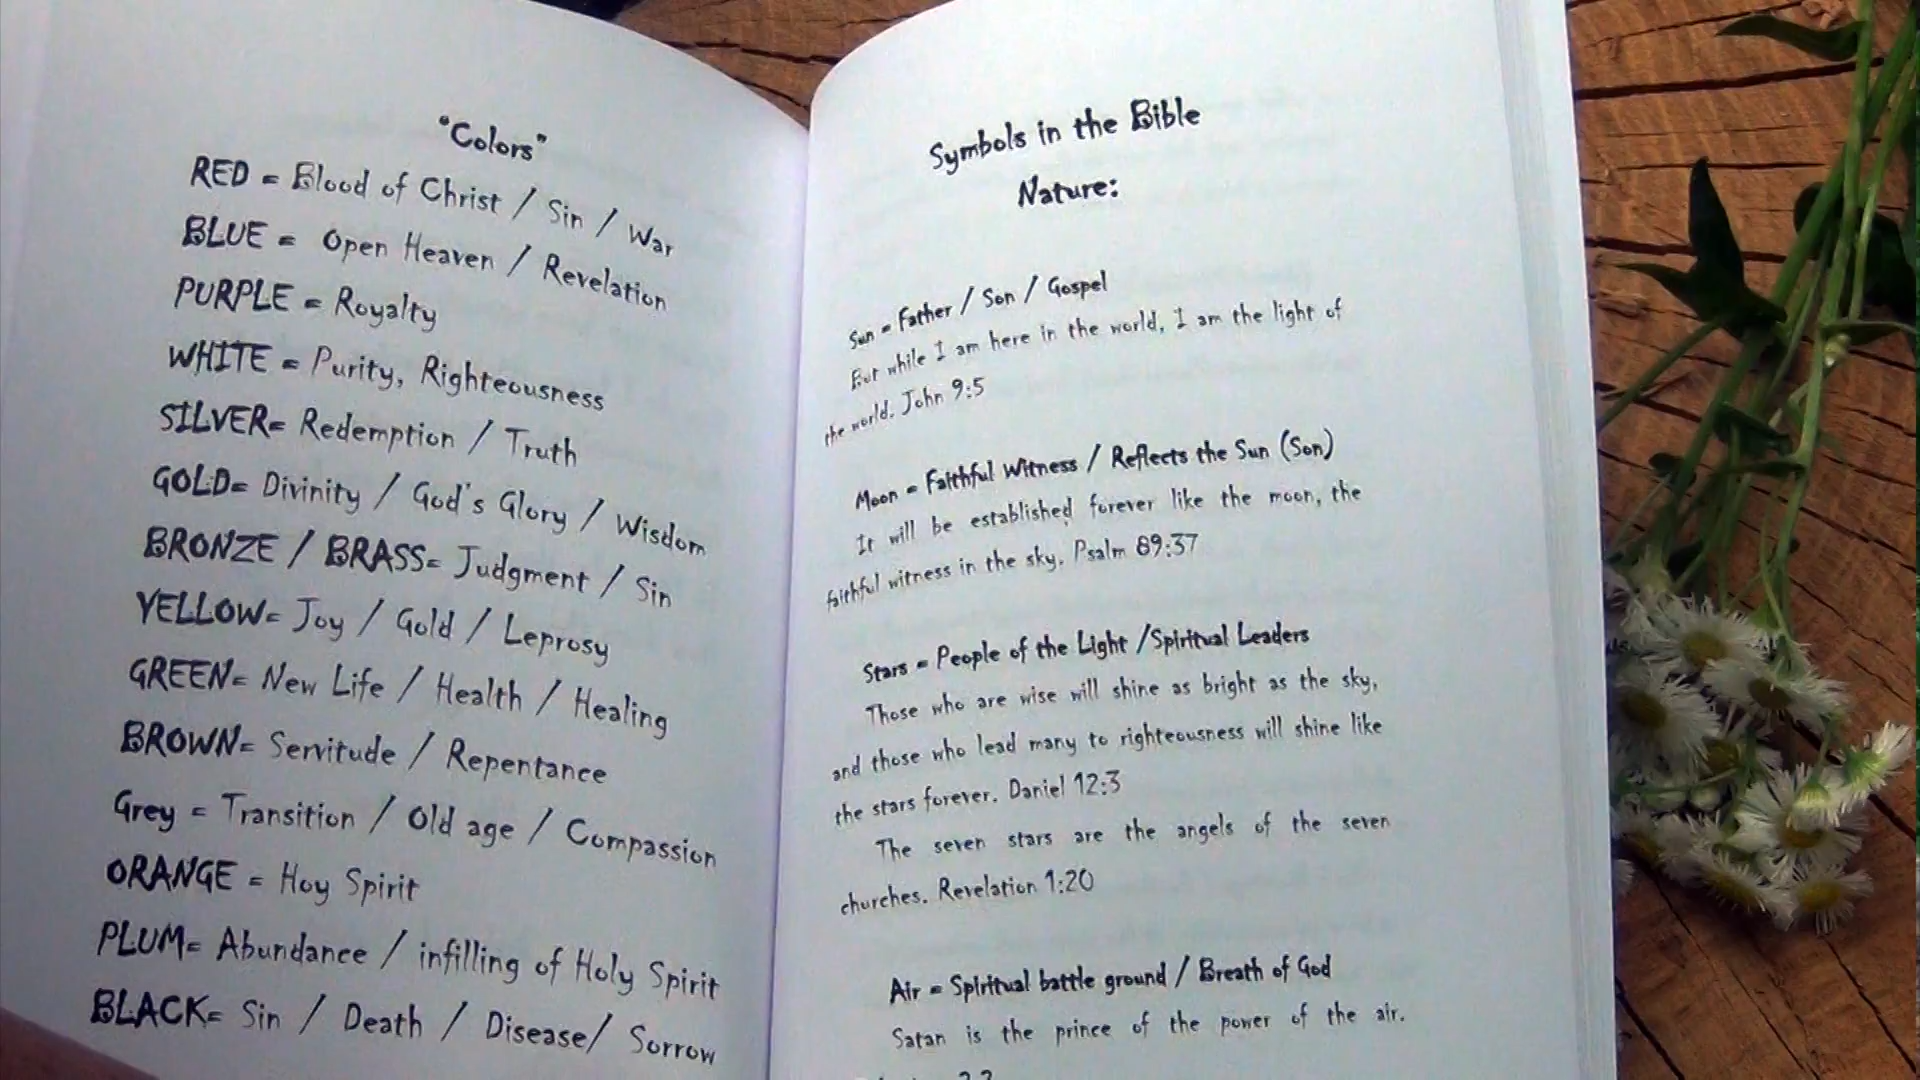 "Colors"
RED = Blood of Christ / Sin / War
BLUE = Open Heaven / Revelation
PURPLE = Royalty
WHITE = Purity, Righteousness
SILVER= Redemption / Truth
GOLD= Divinity / God's Glory / Wisdom
BRONZE / BRASS= Judgment / Sin
YELLOW= Joy / Gold / Leprosy
GREEN= New Life / Health / Healing
BROWN= Servitude / Repentance
Grey = Transition / Old age / Compassion
ORANGE = Hoy Spirit
PLUM= Abundance / infilling of Holy Spirit
BLACK= Sin / Death / Disease/ Sorrow
Symbols in the Bible
Nature:
Sun = Father / Son / Gospel
But while I am here in the world, I am the light of
the world. John 9:5
Moon = Faithful Witness / Reflects the Sun (Son)
It will be established forever like the moon, the
faithful witness in the sky. Psalm 89:37
Stars = People of the Light /Spiritual Leaders
Those who are wise will shine as bright as the sky,
and those who lead many to righteousness will shine like
the stars forever. Daniel 12:3
The seven stars are the angels of the seven
churches. Revelation 1:20
Air = Spiritual battle ground / Breath of God
Satan is the prince of the power of the air.